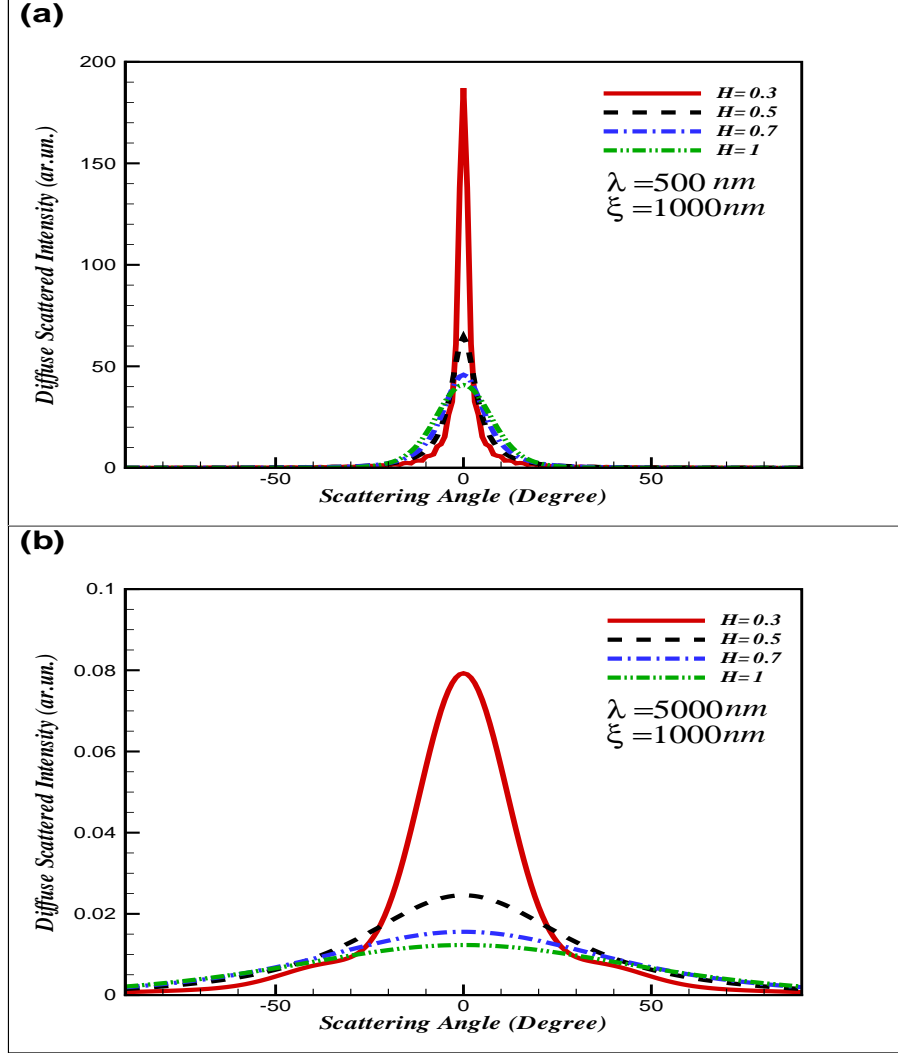 (a)
200
150
100
50
0
-50
0
50
Diffuse Scattered Intensity (ar.un.)
Scattering Angle (Degree)
H= 0.3
H= 0.5
H= 0.7
H= 1
λ =500 nm
ξ =1000nm
(b)
0.1
0.08
0.06
0.04
0.02
0
-50
0
50
Diffuse Scattered Intensity (ar.un.)
Scattering Angle (Degree)
H= 0.3
H= 0.5
H= 0.7
H= 1
λ =5000nm
ξ =1000nm